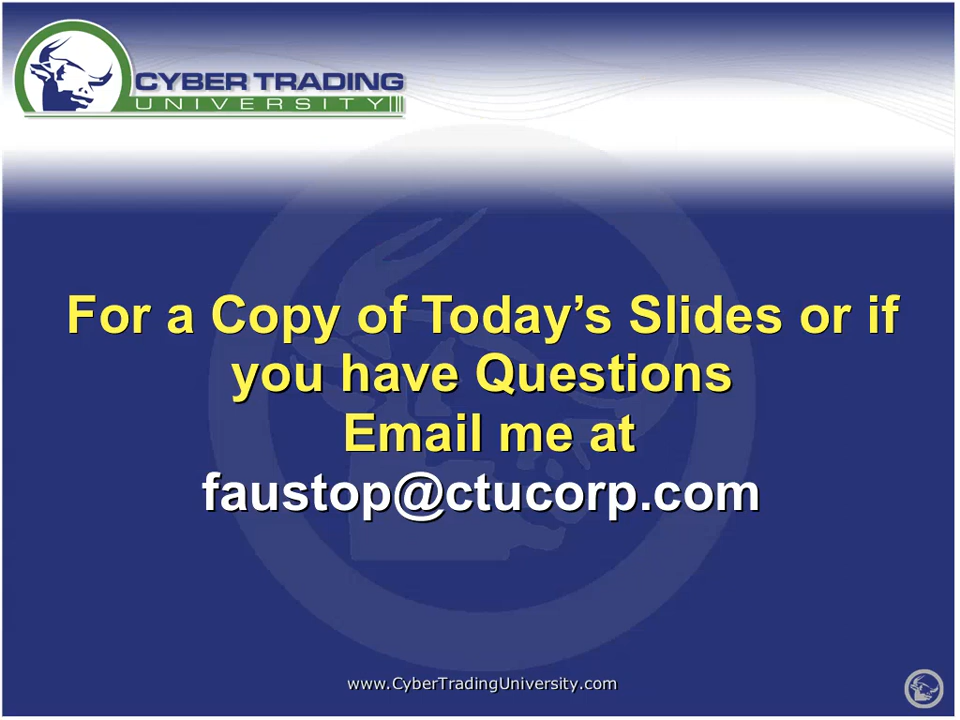 CYBER TRADING
UNIVERSITY
For a Copy of Today’s Slides or if
you have Questions
Email me at
faustop@ctucorp.com
www.CyberTradingUniversity.com